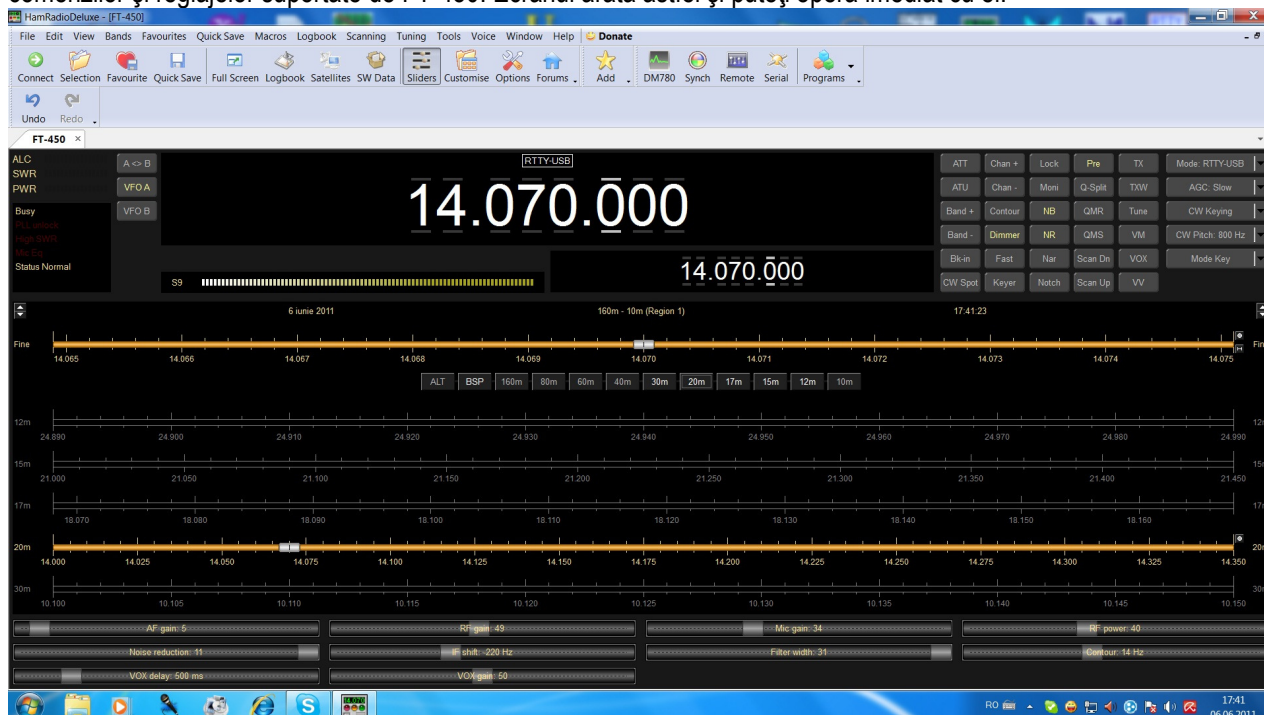 HamRadioDeluxe - [FT-450]
File Edit View Bands Favourites Quick Save Macros Logbook Scanning Tuning Tools Voice Window Help Donate
Connect Selection Favourite Quick Save Full Screen Logbook Satellites SW Data Sliders Customise Options Forums Add DM780 Synch Remote Serial Programs
Undo Redo
FT-450
ALC
SWR
PWR
Busy
High SWR
Mic Eq
Status Normal
A <> B
VFO A
VFO B
RTTY-USB
14.070.000
14.070.000
S9
ATT Chan + Lock Pre TX Mode: RTTY-USB
ATU Chan - Moni Q-Split TXW AGC: Slow
Band + Contour NB QMR Tune CW Keying
Band - Dimmer NR QMS VM CW Pitch: 800 Hz
Bk-in Fast Nar Scan Dn VOX Mode Key
CW Spot Keyer Notch Scan Up VV
6 iunie 2011 160m - 10m (Region 1) 17:41:23
Fine Fin
14.065 14.066 14.067 14.068 14.069 14.070 14.071 14.072 14.073 14.074 14.075
ALT BSP 160m 80m 60m 40m 30m 20m 17m 15m 12m 10m
12m
24.890 24.900 24.910 24.920 24.930 24.940 24.950 24.960 24.970 24.980 24.990
15m
21.000 21.050 21.100 21.150 21.200 21.250 21.300 21.350 21.400 21.450
17m
18.070 18.080 18.090 18.100 18.110 18.120 18.130 18.140 18.150 18.160
20m 20
14.000 14.025 14.050 14.075 14.100 14.125 14.150 14.175 14.200 14.225 14.250 14.275 14.300 14.325 14.350
30m
10.100 10.105 10.110 10.115 10.120 10.125 10.130 10.135 10.140 10.145 10.150
AF gain: 5 RF gain: 49 Mic gain: 34 RF power: 40
Noise reduction: 11 IF shift: -220 Hz Filter width: 31 Contour: 14 Hz
VOX delay: 500 ms VOX gain: 50
RO 17:41
06.06.2011